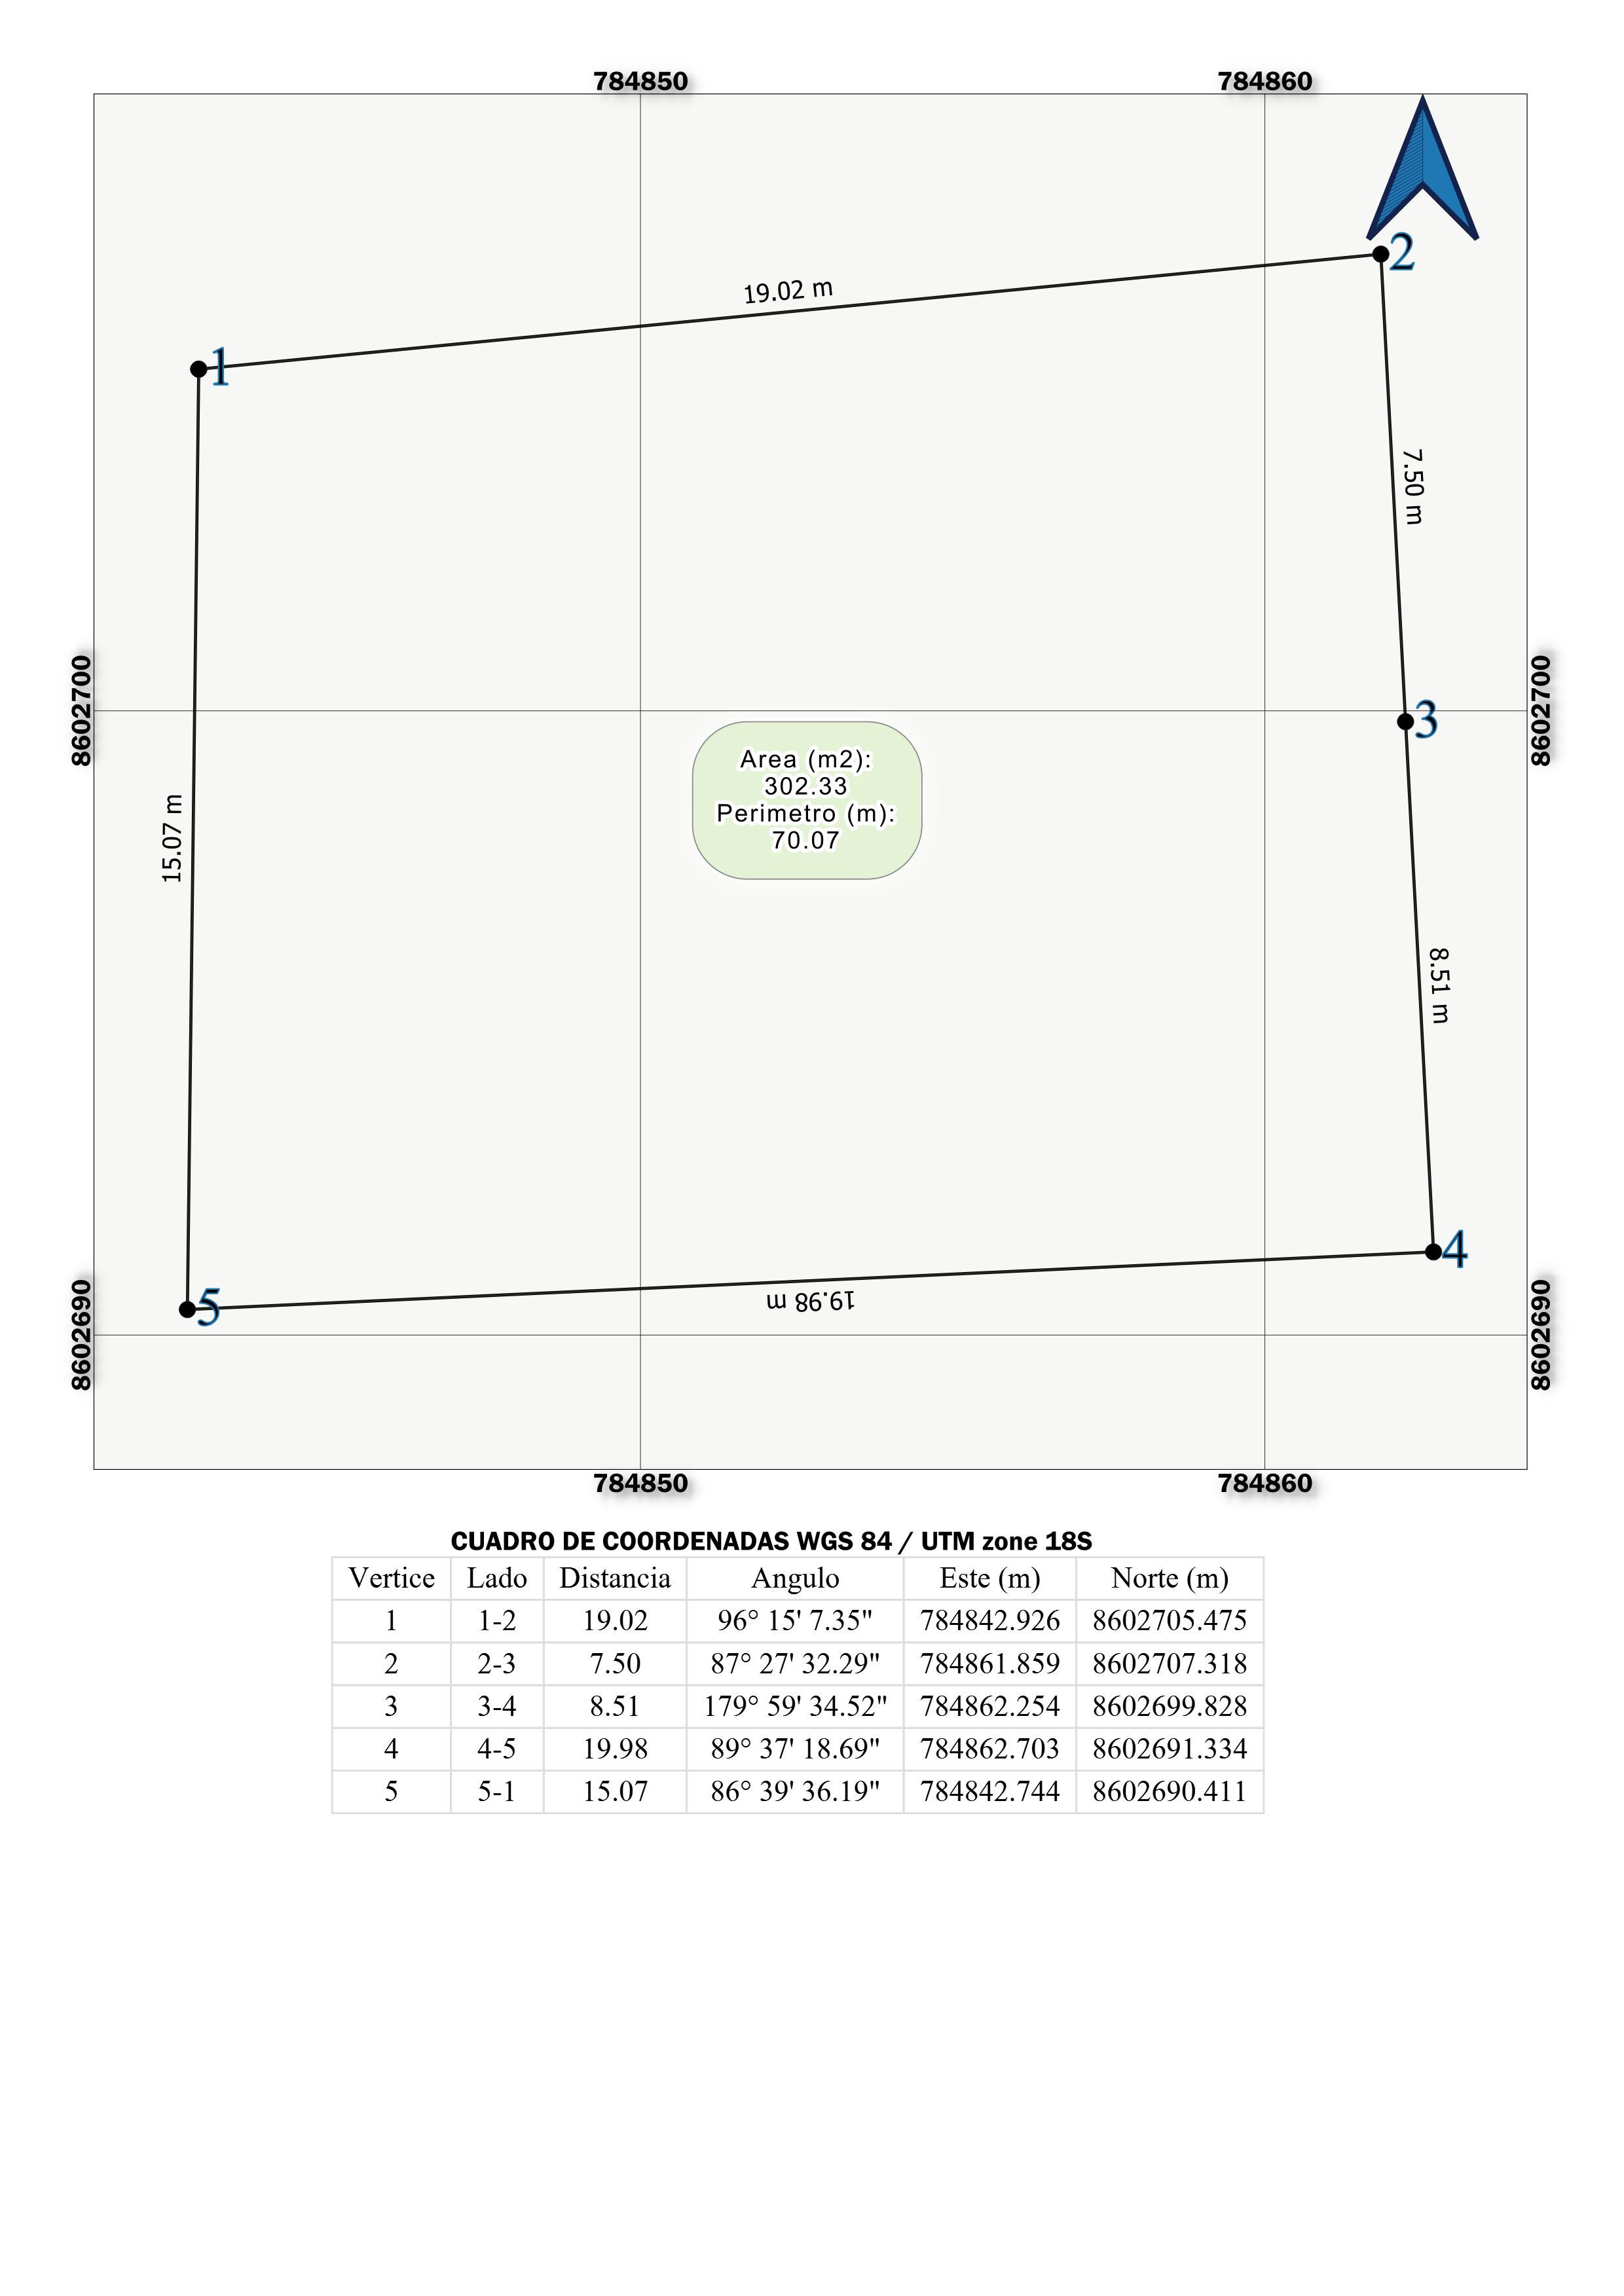 784850 784860
2
19.02 m
1
7.50 m
8602700 8602700
3
Area (m2):
302.33
Perimetro (m):
70.07
15.07 m
8.51 m
4
19.98 m
5
8602690 8602690
784850 784860
CUADRO DE COORDENADAS WGS 84 / UTM zone 18S
Vertice Lado Distancia Angulo Este (m) Norte (m)
1 1-2 19.02 96° 15' 7.35" 784842.926 8602705.475
2 2-3 7.50 87° 27' 32.29" 784861.859 8602707.318
3 3-4 8.51 179° 59' 34.52" 784862.254 8602699.828
4 4-5 19.98 89° 37' 18.69" 784862.703 8602691.334
5 5-1 15.07 86° 39' 36.19" 784842.744 8602690.411